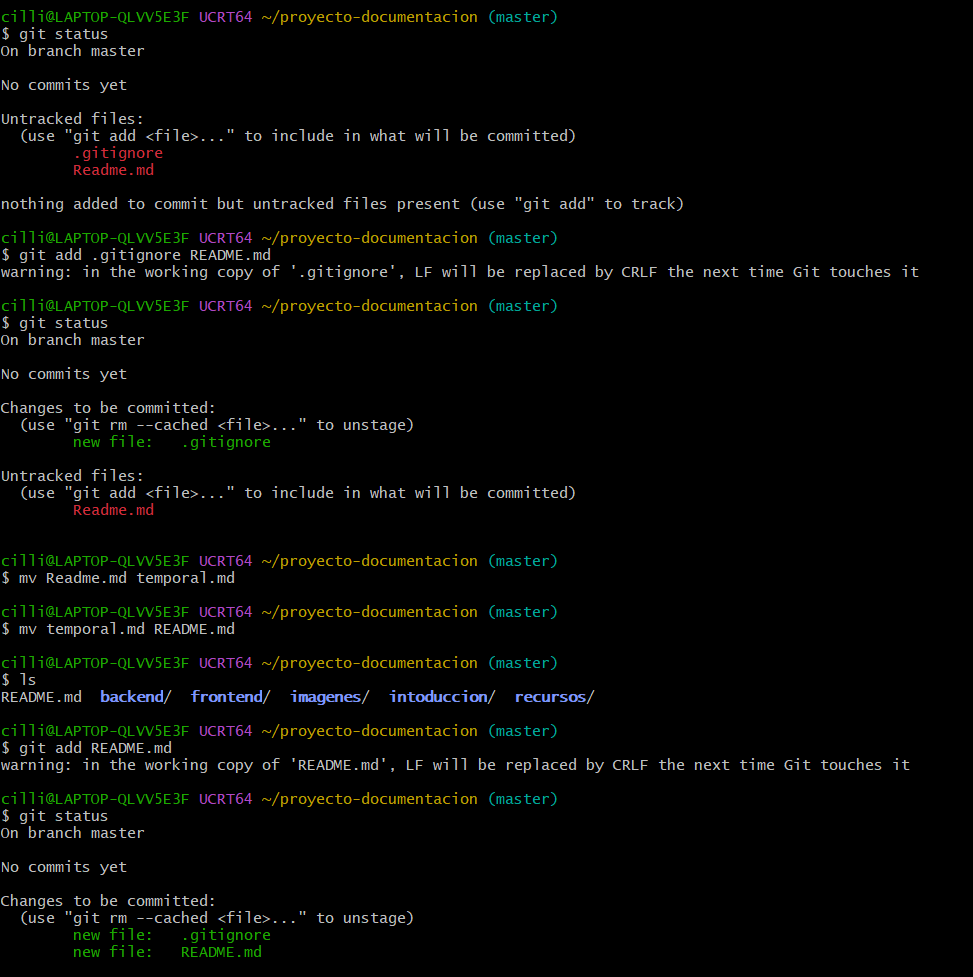 cilli@LAPTOP-QLVV5E3F UCRT64 ~/proyecto-documentacion (master)
$ git status
On branch master

No commits yet

Untracked files:
  (use "git add <file>..." to include in what will be committed)
        .gitignore
        Readme.md

nothing added to commit but untracked files present (use "git add" to track)

cilli@LAPTOP-QLVV5E3F UCRT64 ~/proyecto-documentacion (master)
$ git add .gitignore README.md
warning: in the working copy of '.gitignore', LF will be replaced by CRLF the next time Git touches it

cilli@LAPTOP-QLVV5E3F UCRT64 ~/proyecto-documentacion (master)
$ git status
On branch master

No commits yet

Changes to be committed:
  (use "git rm --cached <file>..." to unstage)
        new file:   .gitignore

Untracked files:
  (use "git add <file>..." to include in what will be committed)
        Readme.md


cilli@LAPTOP-QLVV5E3F UCRT64 ~/proyecto-documentacion (master)
$ mv Readme.md temporal.md

cilli@LAPTOP-QLVV5E3F UCRT64 ~/proyecto-documentacion (master)
$ mv temporal.md README.md

cilli@LAPTOP-QLVV5E3F UCRT64 ~/proyecto-documentacion (master)
$ ls
README.md  backend/  frontend/  imagenes/  intoduccion/  recursos/

cilli@LAPTOP-QLVV5E3F UCRT64 ~/proyecto-documentacion (master)
$ git add README.md
warning: in the working copy of 'README.md', LF will be replaced by CRLF the next time Git touches it

cilli@LAPTOP-QLVV5E3F UCRT64 ~/proyecto-documentacion (master)
$ git status
On branch master

No commits yet

Changes to be committed:
  (use "git rm --cached <file>..." to unstage)
        new file:   .gitignore
        new file:   README.md